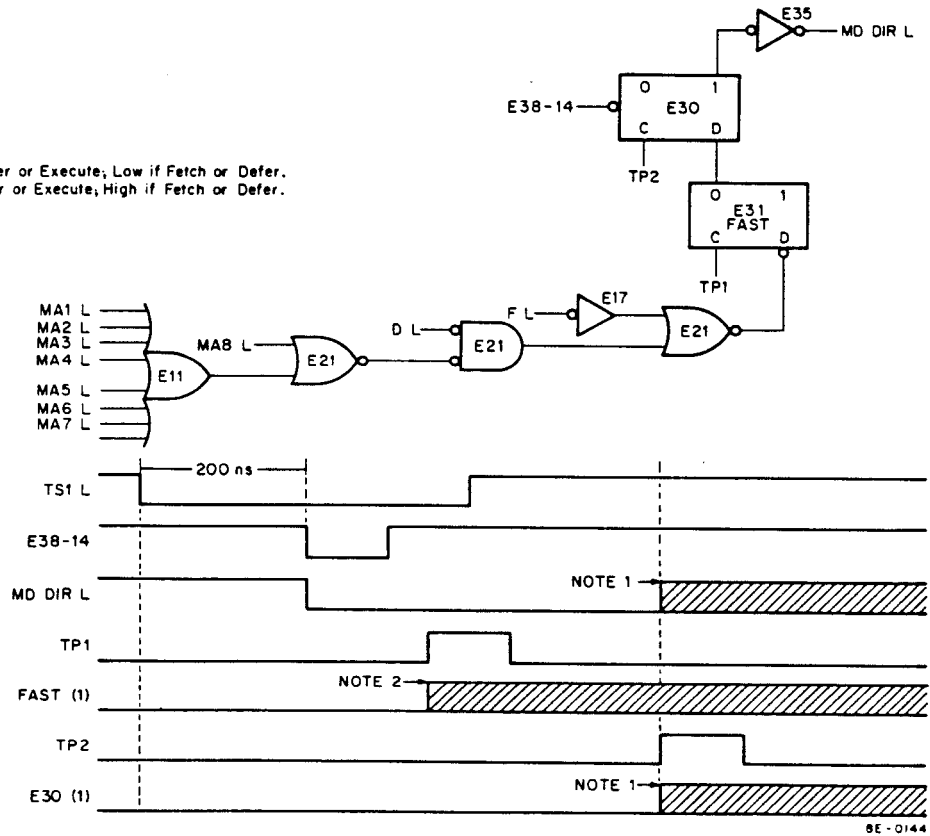 E35
MD DIR L
0 1
E38-14
E30
C D
TP2
er or Execute; Low if Fetch or Defer.
r or Execute; High if Fetch or Defer.
0 1
E31
FAST
C D
TP1
MA1 L
MA2 L
MA3 L
MA4 L
MA5 L
MA6 L
MA7 L
E11
MA8 L
E21
D L
E21
F L
E17
E21
200 ns
TS1 L
E38-14
MD DIR L
NOTE 1
TP1
FAST (1)
NOTE 2
TP2
E30 (1)
NOTE 1
8E-0144